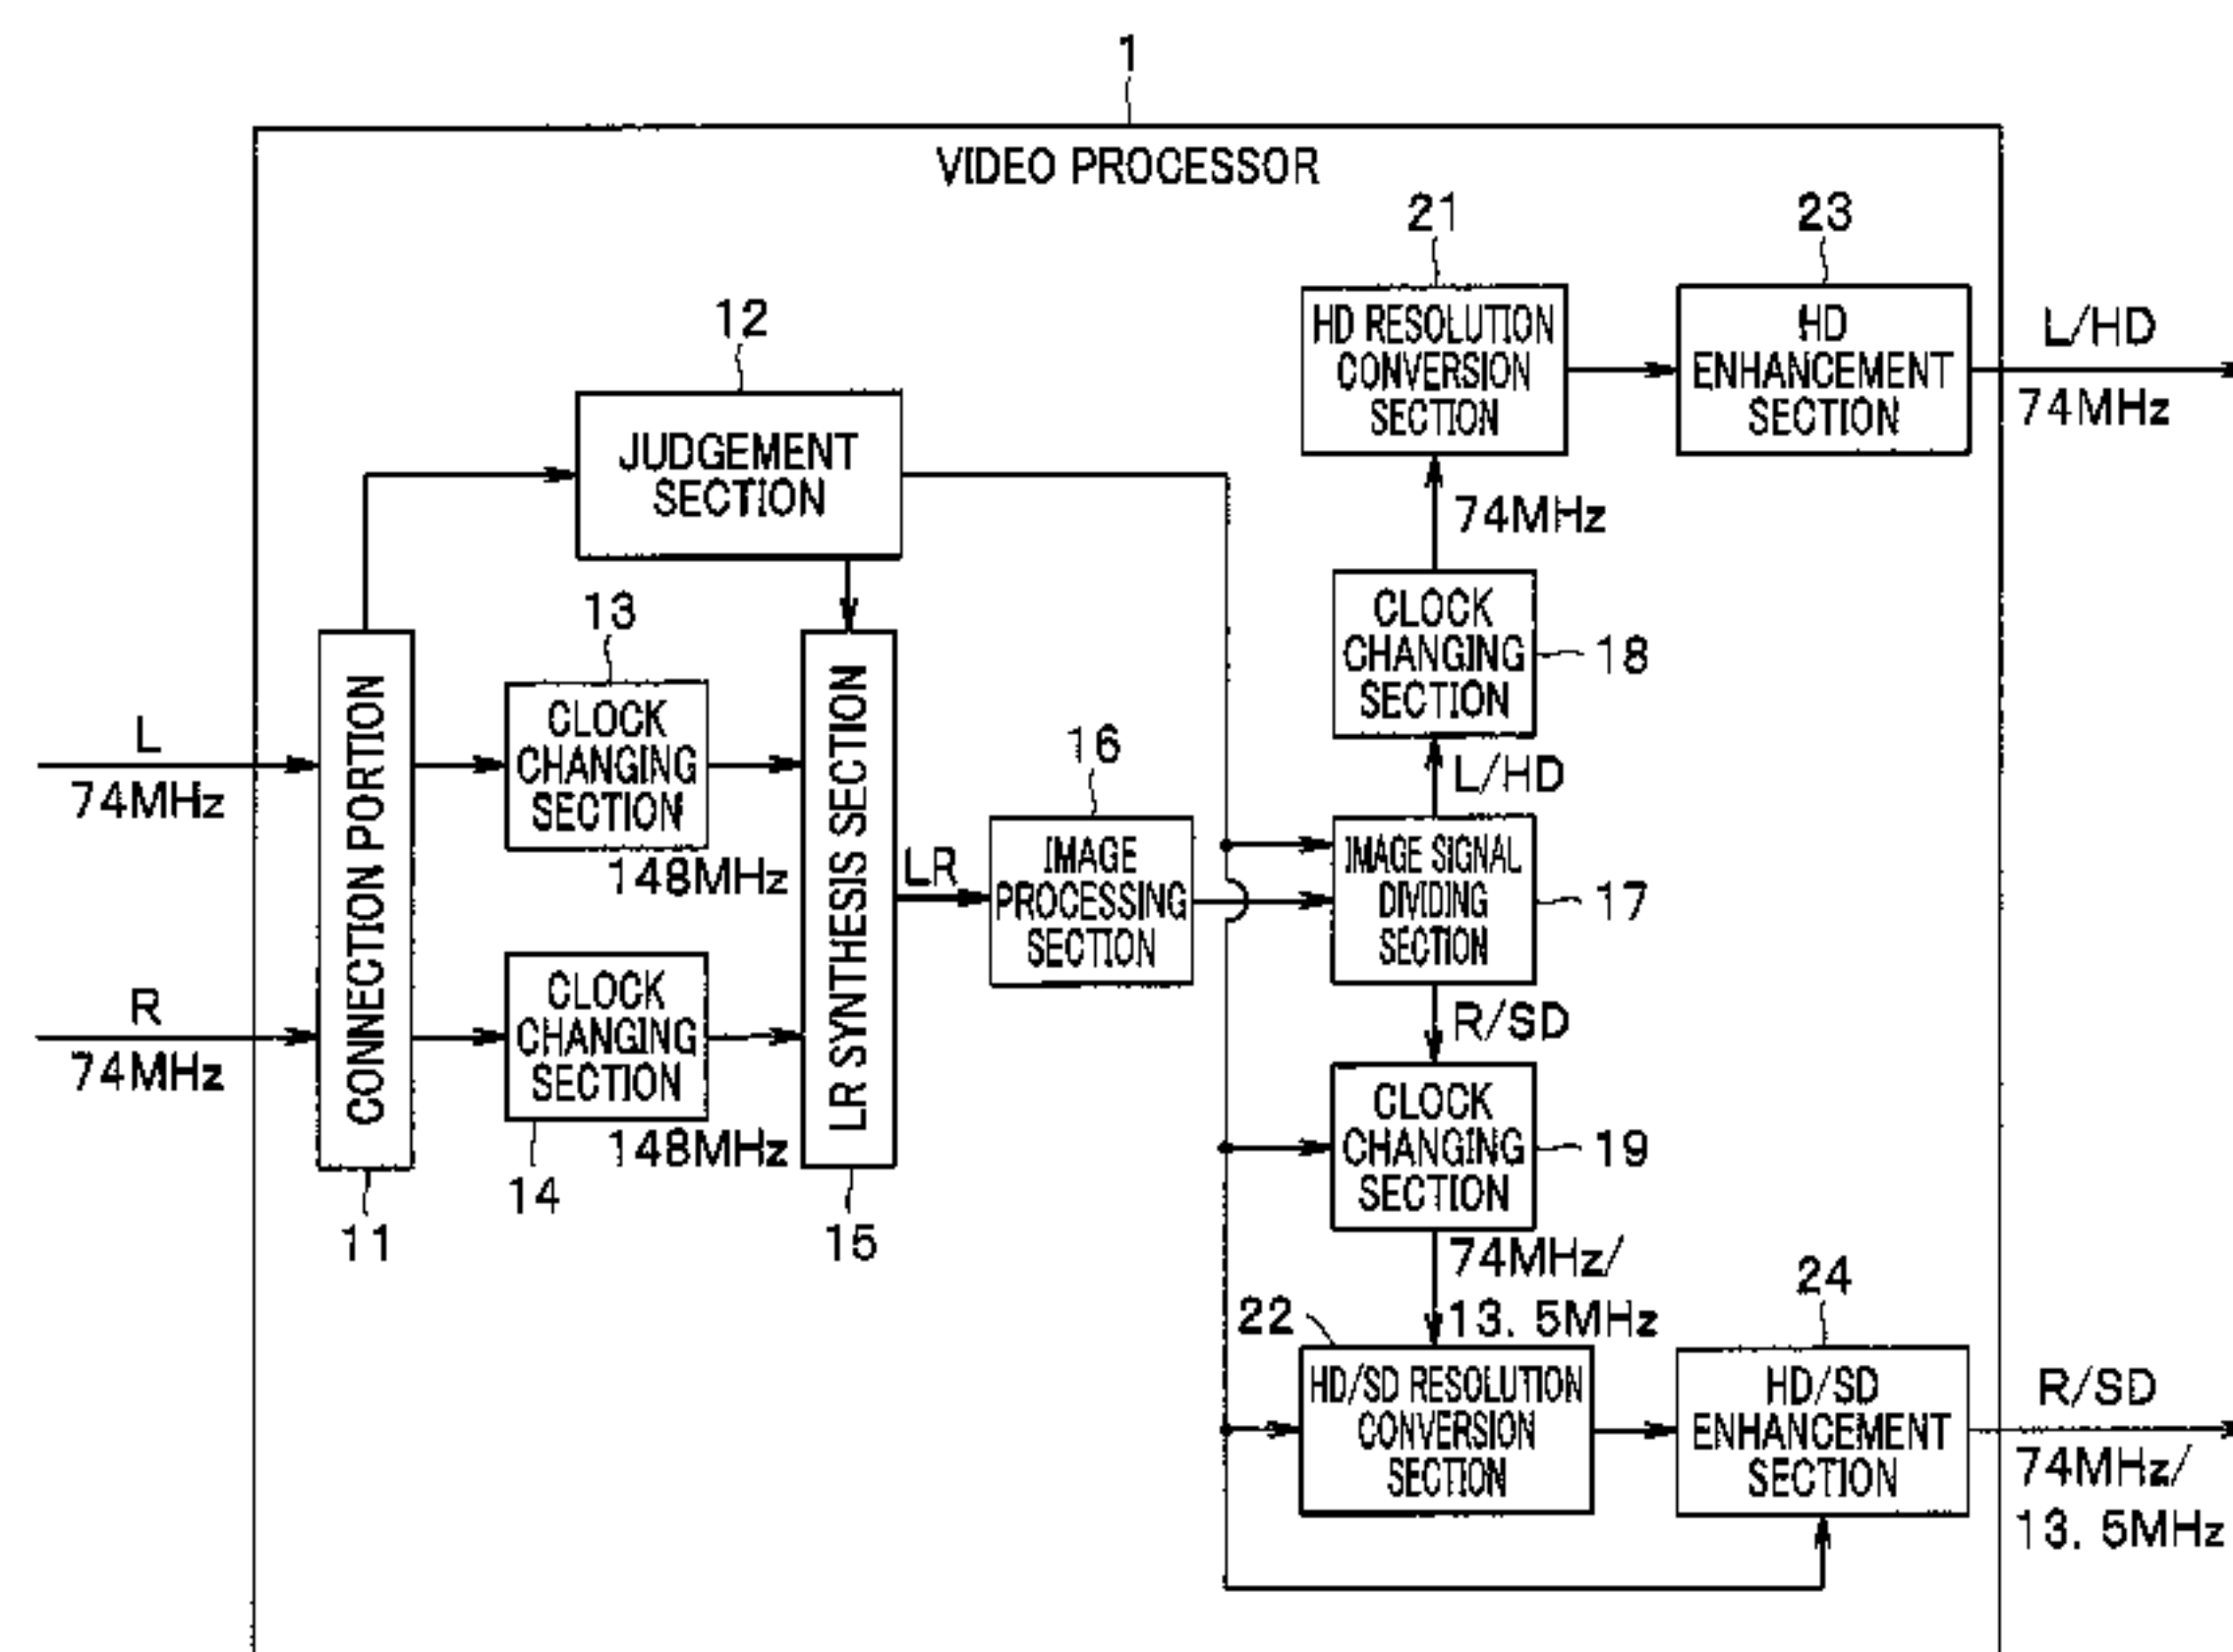 1
VIDEO PROCESSOR
21
23
HD RESOLUTION
CONVERSION
SECTION
HD
ENHANCEMENT
SECTION
L/HD
74MHz
12
JUDGEMENT
SECTION
74MHz
13
CLOCK
CHANGING
SECTION
18
L
74MHz
CONNECTION PORTION
CLOCK
CHANGING
SECTION
148MHz
LR SYNTHESIS SECTION
16
L/HD
LR
IMAGE
PROCESSING
SECTION
IMAGE SIGNAL
DIVIDING
SECTION
17
R
74MHz
CLOCK
CHANGING
SECTION
148MHz
R/SD
CLOCK
CHANGING
SECTION
19
11
14
15
74MHz/
13. 5MHz
22
24
HD/SD RESOLUTION
CONVERSION
SECTION
HD/SD
ENHANCEMENT
SECTION
R/SD
74MHz/
13. 5MHz